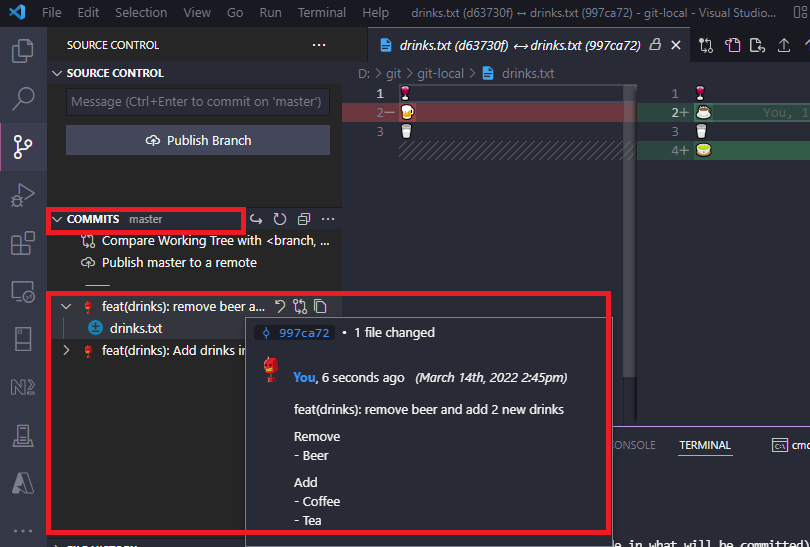 File Edit Selection View Go Run Terminal Help drinks.txt (d63730f) ↔ drinks.txt (997ca72) - git-local - Visual Studio...
SOURCE CONTROL ...
drinks.txt (d63730f) ↔ drinks.txt (997ca72)
SOURCE CONTROL
D: > git > git-local > drinks.txt
Message (Ctrl+Enter to commit on 'master')
Publish Branch
1 🍷
2− 🍺
3 🥛
1 🍷
2+ ☕ You, 1
3 🥛
4+ 🍵
COMMITS master
Compare Working Tree with <branch, ...
Publish master to a remote
feat(drinks): remove beer a...
drinks.txt
feat(drinks): Add drinks in
997ca72 • 1 file changed
You, 6 seconds ago (March 14th, 2022 2:45pm)
feat(drinks): remove beer and add 2 new drinks
Remove
- Beer
Add
- Coffee
- Tea
CONSOLE TERMINAL cmd
de in what will be committed)